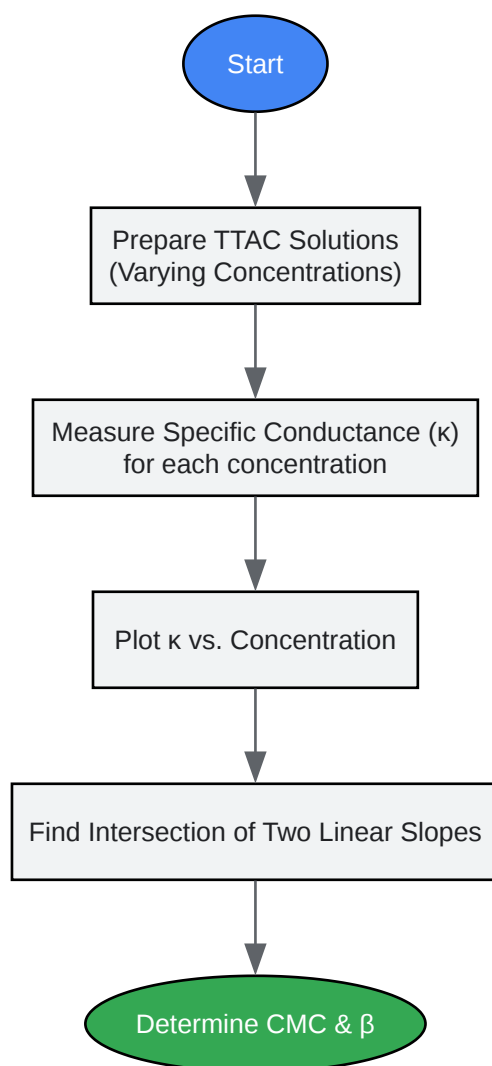 Start
Prepare TTAC Solutions
(Varying Concentrations)
Measure Specific Conductance (κ)
for each concentration
Plot κ vs. Concentration
Find Intersection of Two Linear Slopes
Determine CMC & β